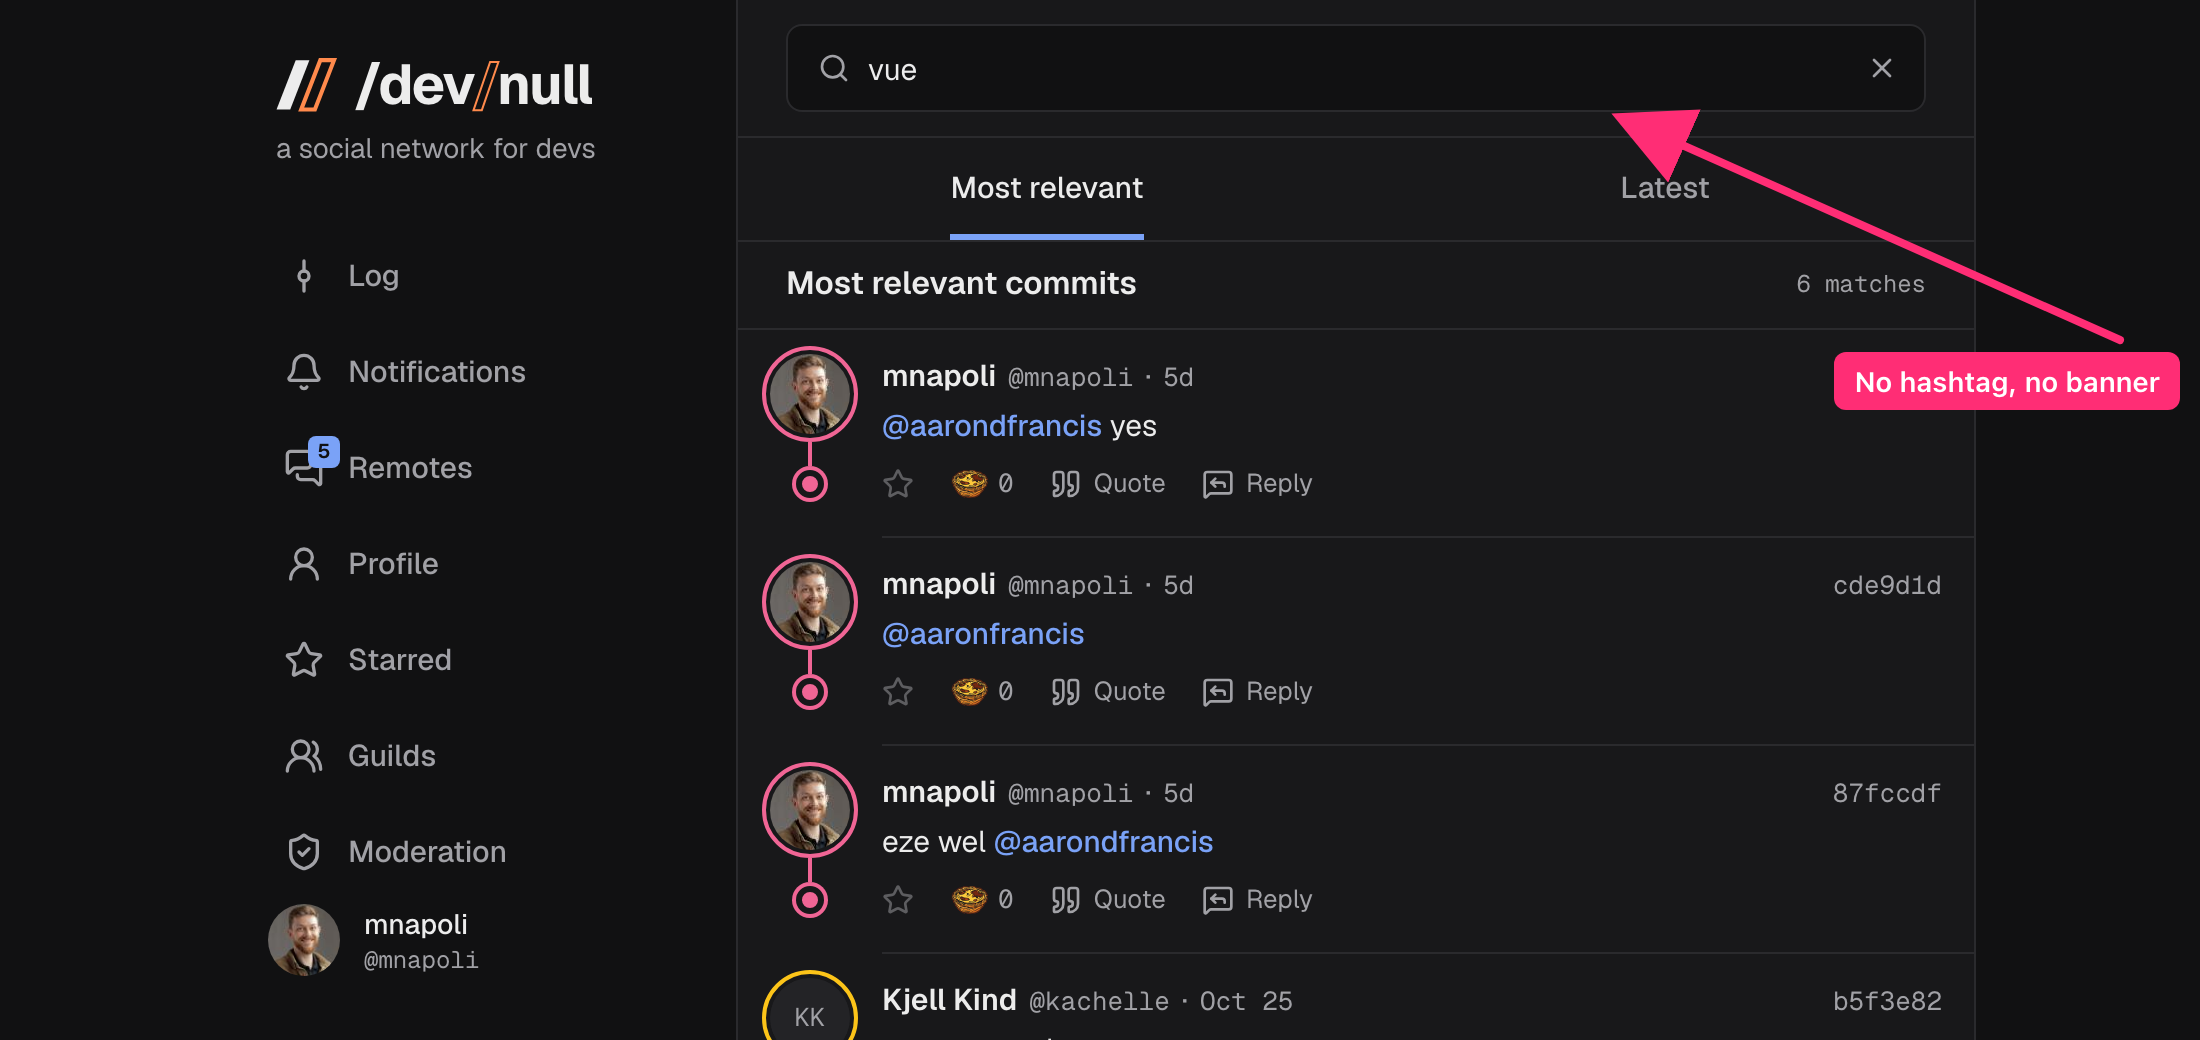 /dev/null
a social network for devs
Log
Notifications
5
Remotes
Profile
Starred
Guilds
Moderation
mnapoli
@mnapoli
vue
Most relevant
Latest
Most relevant commits
6 matches
No hashtag, no banner
mnapoli @mnapoli · 5d
@aarondfrancis yes
0 Quote Reply
mnapoli @mnapoli · 5d
cde9d1d
@aaronfrancis
0 Quote Reply
mnapoli @mnapoli · 5d
87fccdf
eze wel @aarondfrancis
0 Quote Reply
KK
Kjell Kind @kachelle · Oct 25
b5f3e82